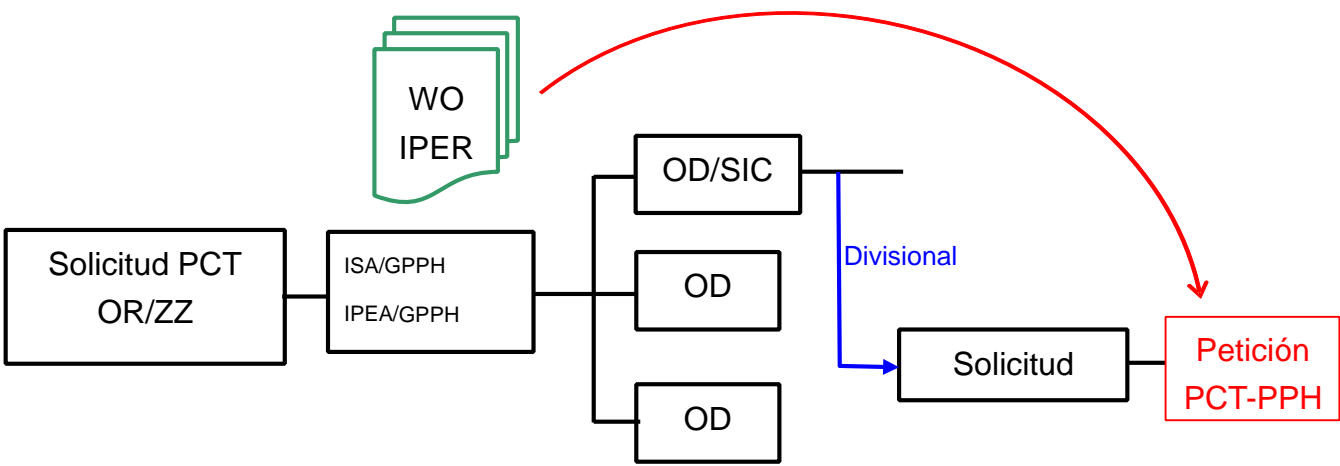 WO
IPER
OD/SIC
Divisional
Solicitud PCT
OR/ZZ
ISA/GPPH
IPEA/GPPH
OD
Solicitud
Petición
PCT-PPH
OD